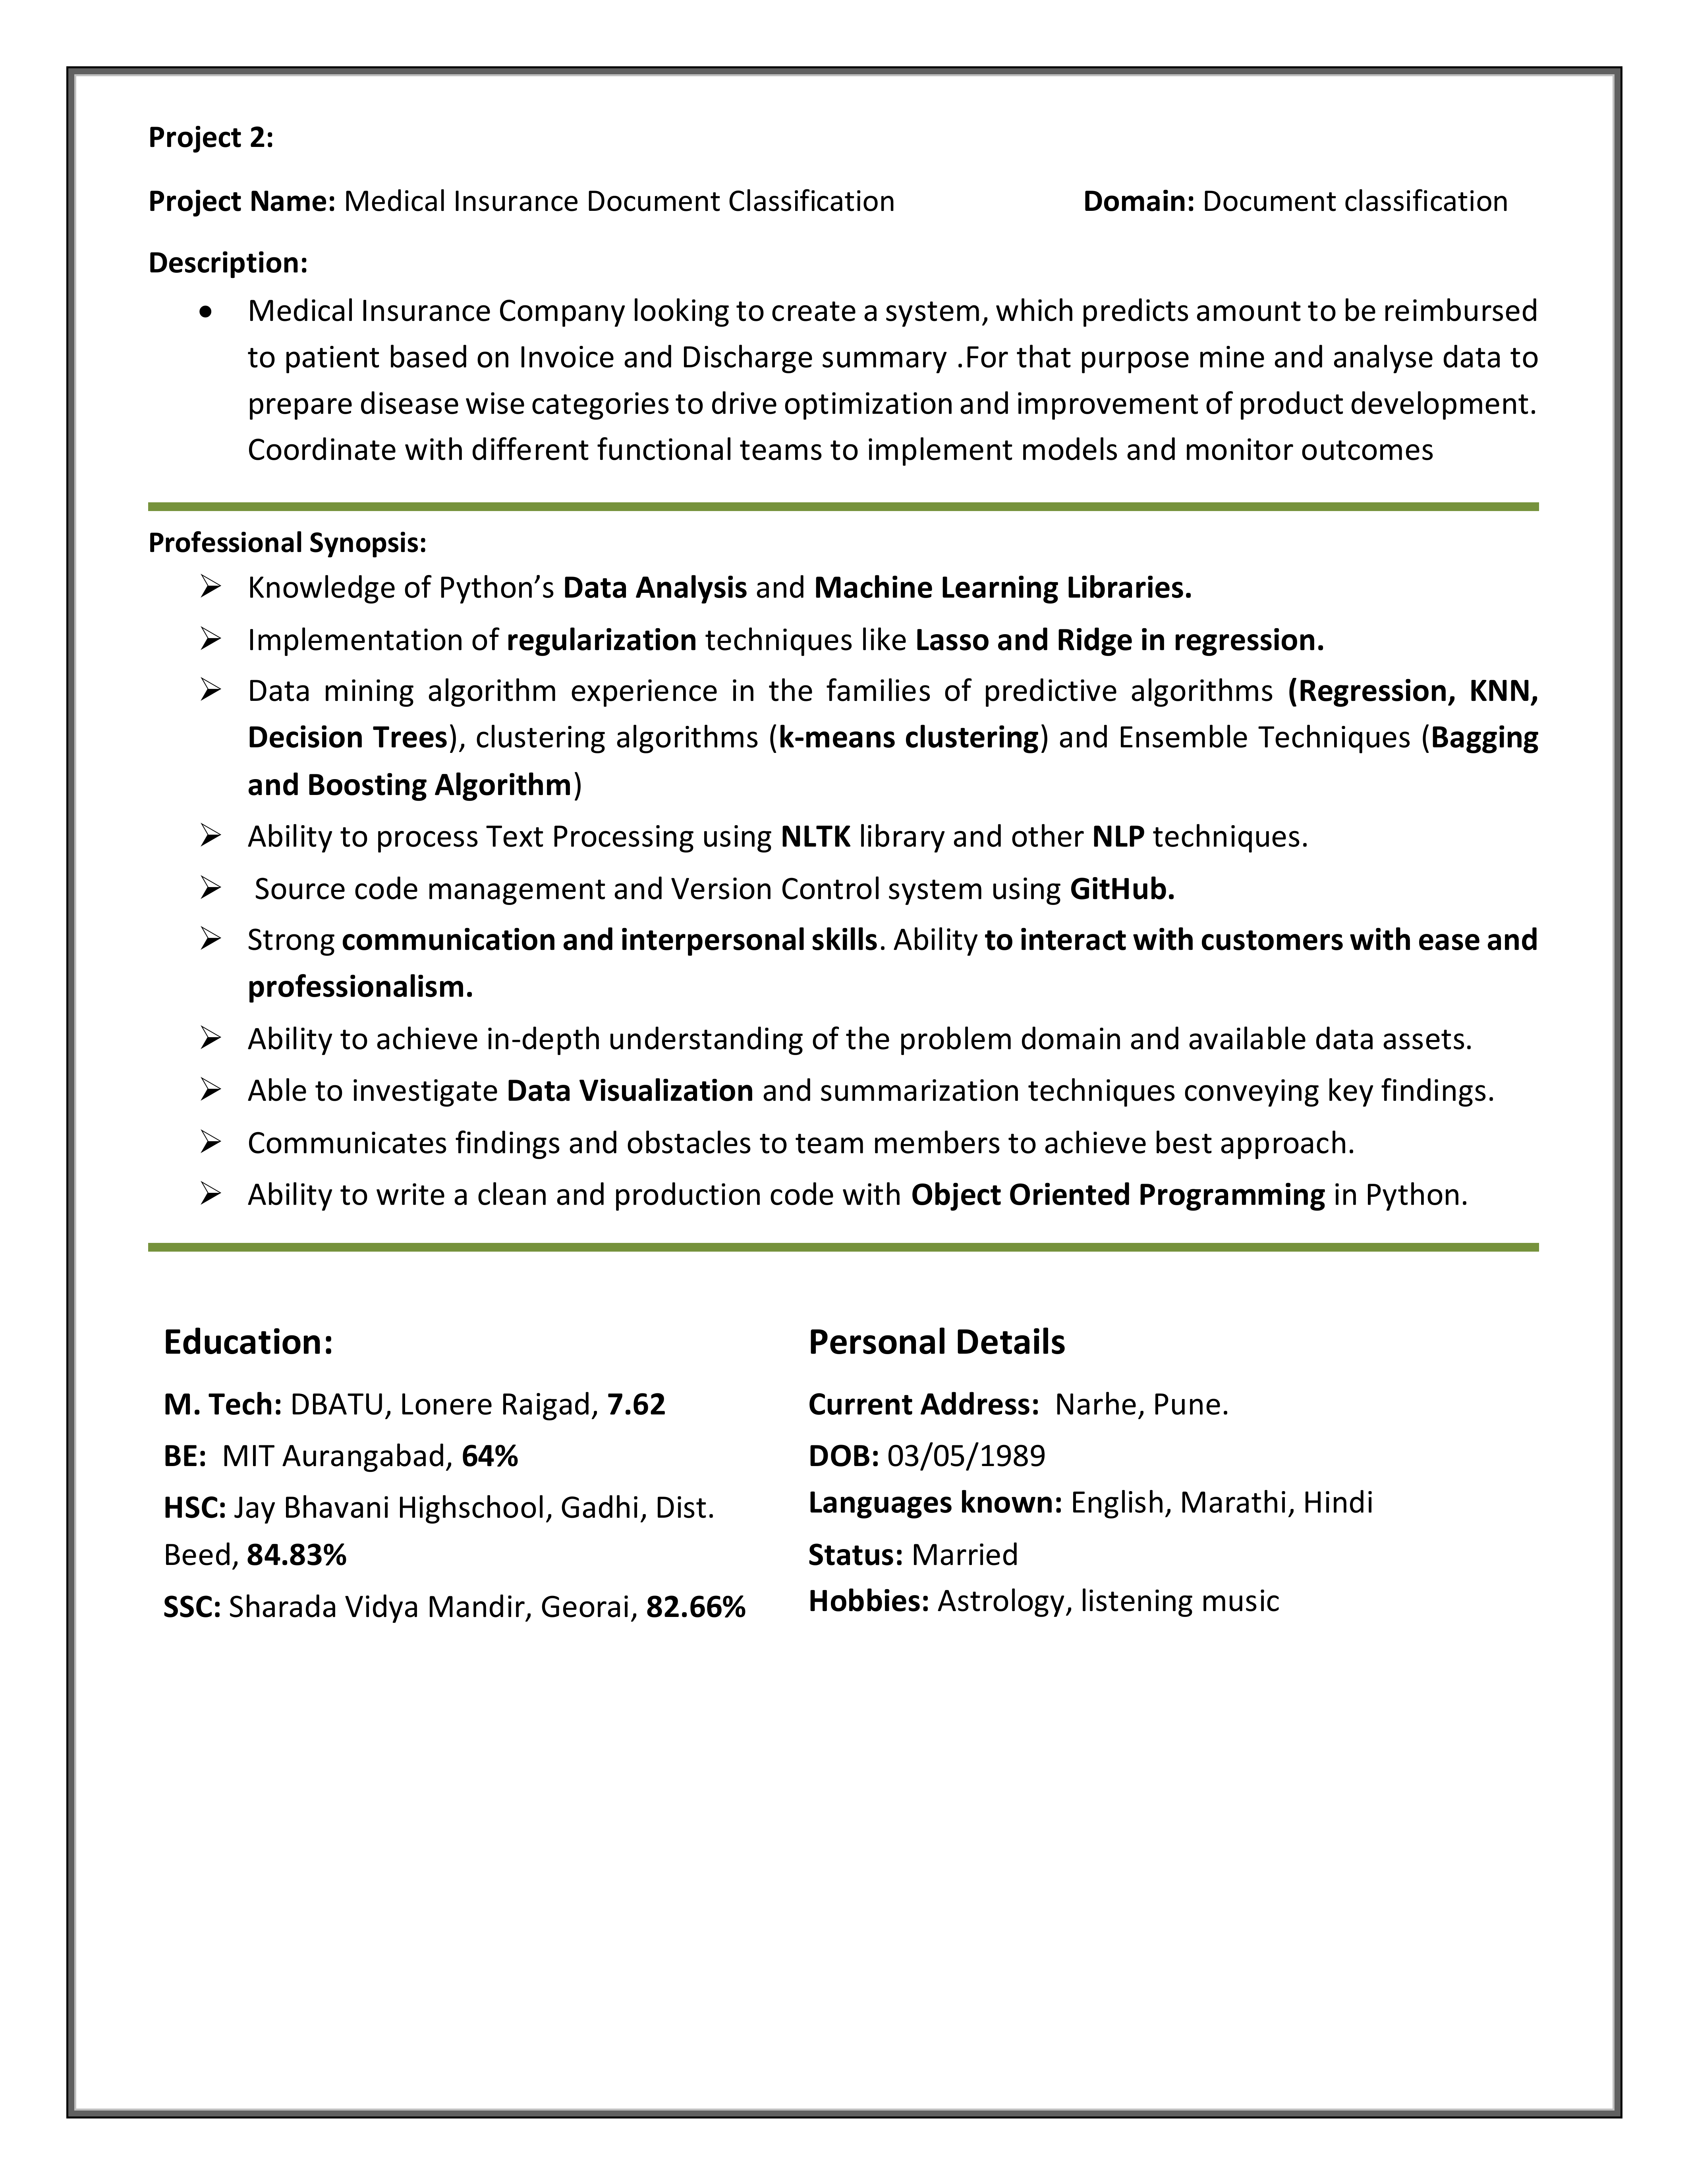 Project 2:
Project Name: Medical Insurance Document Classification Domain: Document classification
Description:
• Medical Insurance Company looking to create a system, which predicts amount to be reimbursed
to patient based on Invoice and Discharge summary .For that purpose mine and analyse data to
prepare disease wise categories to drive optimization and improvement of product development.
Coordinate with different functional teams to implement models and monitor outcomes
Professional Synopsis:
➢ Knowledge of Python’s Data Analysis and Machine Learning Libraries.
➢ Implementation of regularization techniques like Lasso and Ridge in regression.
➢ Data mining algorithm experience in the families of predictive algorithms (Regression, KNN,
Decision Trees), clustering algorithms (k-means clustering) and Ensemble Techniques (Bagging
and Boosting Algorithm)
➢ Ability to process Text Processing using NLTK library and other NLP techniques.
➢ Source code management and Version Control system using GitHub.
➢ Strong communication and interpersonal skills. Ability to interact with customers with ease and
professionalism.
➢ Ability to achieve in-depth understanding of the problem domain and available data assets.
➢ Able to investigate Data Visualization and summarization techniques conveying key findings.
➢ Communicates findings and obstacles to team members to achieve best approach.
➢ Ability to write a clean and production code with Object Oriented Programming in Python.
Education:
M. Tech: DBATU, Lonere Raigad, 7.62
BE: MIT Aurangabad, 64%
HSC: Jay Bhavani Highschool, Gadhi, Dist.
Beed, 84.83%
SSC: Sharada Vidya Mandir, Georai, 82.66%
Personal Details
Current Address: Narhe, Pune.
DOB: 03/05/1989
Languages known: English, Marathi, Hindi
Status: Married
Hobbies: Astrology, listening music